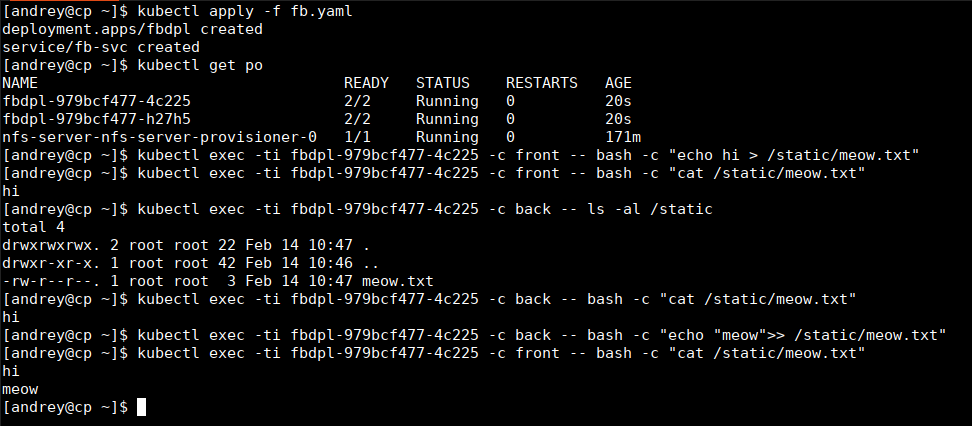 [andrey@cp ~]$ kubectl apply -f fb.yaml
deployment.apps/fbdpl created
service/fb-svc created
[andrey@cp ~]$ kubectl get po
NAME                                  READY   STATUS    RESTARTS   AGE
fbdpl-979bcf477-4c225                 2/2     Running   0          20s
fbdpl-979bcf477-h27h5                 2/2     Running   0          20s
nfs-server-nfs-server-provisioner-0   1/1     Running   0          171m
[andrey@cp ~]$ kubectl exec -ti fbdpl-979bcf477-4c225 -c front -- bash -c "echo hi > /static/meow.txt"
[andrey@cp ~]$ kubectl exec -ti fbdpl-979bcf477-4c225 -c front -- bash -c "cat /static/meow.txt"
hi
[andrey@cp ~]$ kubectl exec -ti fbdpl-979bcf477-4c225 -c back -- ls -al /static
total 4
drwxrwxrwx. 2 root root 22 Feb 14 10:47 .
drwxr-xr-x. 1 root root 42 Feb 14 10:46 ..
-rw-r--r--. 1 root root  3 Feb 14 10:47 meow.txt
[andrey@cp ~]$ kubectl exec -ti fbdpl-979bcf477-4c225 -c back -- bash -c "cat /static/meow.txt"
hi
[andrey@cp ~]$ kubectl exec -ti fbdpl-979bcf477-4c225 -c back -- bash -c "echo "meow">> /static/meow.txt"
[andrey@cp ~]$ kubectl exec -ti fbdpl-979bcf477-4c225 -c front -- bash -c "cat /static/meow.txt"
hi
meow
[andrey@cp ~]$